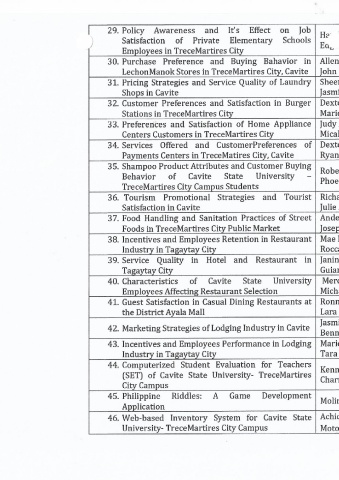 29. Policy Awareness and It's Effect on Job
Satisfaction of Private Elementary Schools
Employees in TreceMartires City
30. Purchase Preference and Buying Bahavior in
LechonManok Stores in TreceMartires City, Cavite
Allen
John
31. Pricing Strategies and Service Quality of Laundry
Shops in Cavite
Sheer
Jasmi
32. Customer Preferences and Satisfaction in Burger
Stations in TreceMartires City
Dexte
Marie
33. Preferences and Satisfaction of Home Appliance
Centers Customers in TreceMartires City
Judy
Mical
34. Services Offered and CustomerPreferences of
Payments Centers in TreceMartires City, Cavite
Dexte
Ryan
35. Shampoo Product Attributes and Customer Buying
Behavior of Cavite State University –
TreceMartires City Campus Students
Robe
Phoe
36. Tourism Promotional Strategies and Tourist
Satisfaction in Cavite
Richa
Julie
37. Food Handling and Sanitation Practices of Street
Foods in TreceMartires City Public Market
Ande
Josep
38. Incentives and Employees Retention in Restaurant
Industry in Tagaytay City
Mae
Rocca
39. Service Quality in Hotel and Restaurant in
Tagaytay City
Janin
Guiar
40. Characteristics of Cavite State University
Employees Affecting Restaurant Selection
Merc
Mich
41. Guest Satisfaction in Casual Dining Restaurants at
the District Ayala Mall
Ronn
Lara
42. Marketing Strategies of Lodging Industry in Cavite
Jasmi
Benn
43. Incentives and Employees Performance in Lodging
Industry in Tagaytay City
Marie
Tara
44. Computerized Student Evaluation for Teachers
(SET) of Cavite State University- TreceMartires
City Campus
Kenn
Char
45. Philippine Riddles: A Game Development
Application
Molin
46. Web-based Inventory System for Cavite State
University- TreceMartires City Campus
Achic
Moto